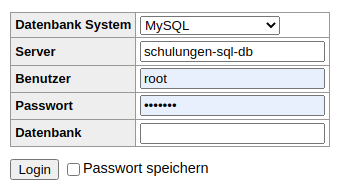 Datenbank System MySQL
Server schulungen-sql-db
Benutzer root
Passwort •••••••
Datenbank
Login Passwort speichern